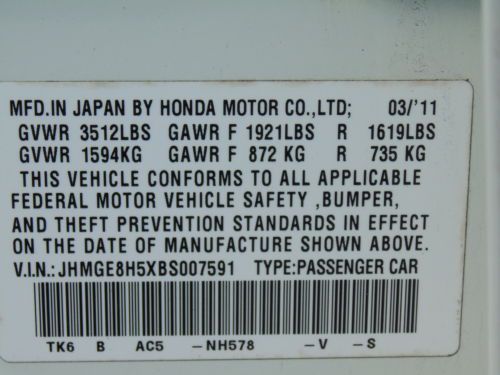 MFD.IN JAPAN BY HONDA MOTOR CO.,LTD; 03/'11
GVWR 3512LBS GAWR F 1921LBS R 1619LBS
GVWR 1594KG GAWR F 872 KG R 735 KG
THIS VEHICLE CONFORMS TO ALL APPLICABLE
FEDERAL MOTOR VEHICLE SAFETY ,BUMPER,
AND THEFT PREVENTION STANDARDS IN EFFECT
ON THE DATE OF MANUFACTURE SHOWN ABOVE.
V.I.N.: JHMGE8H5XBS007591 TYPE:PASSENGER CAR
TK6 B AC5 -NH578 -V -S